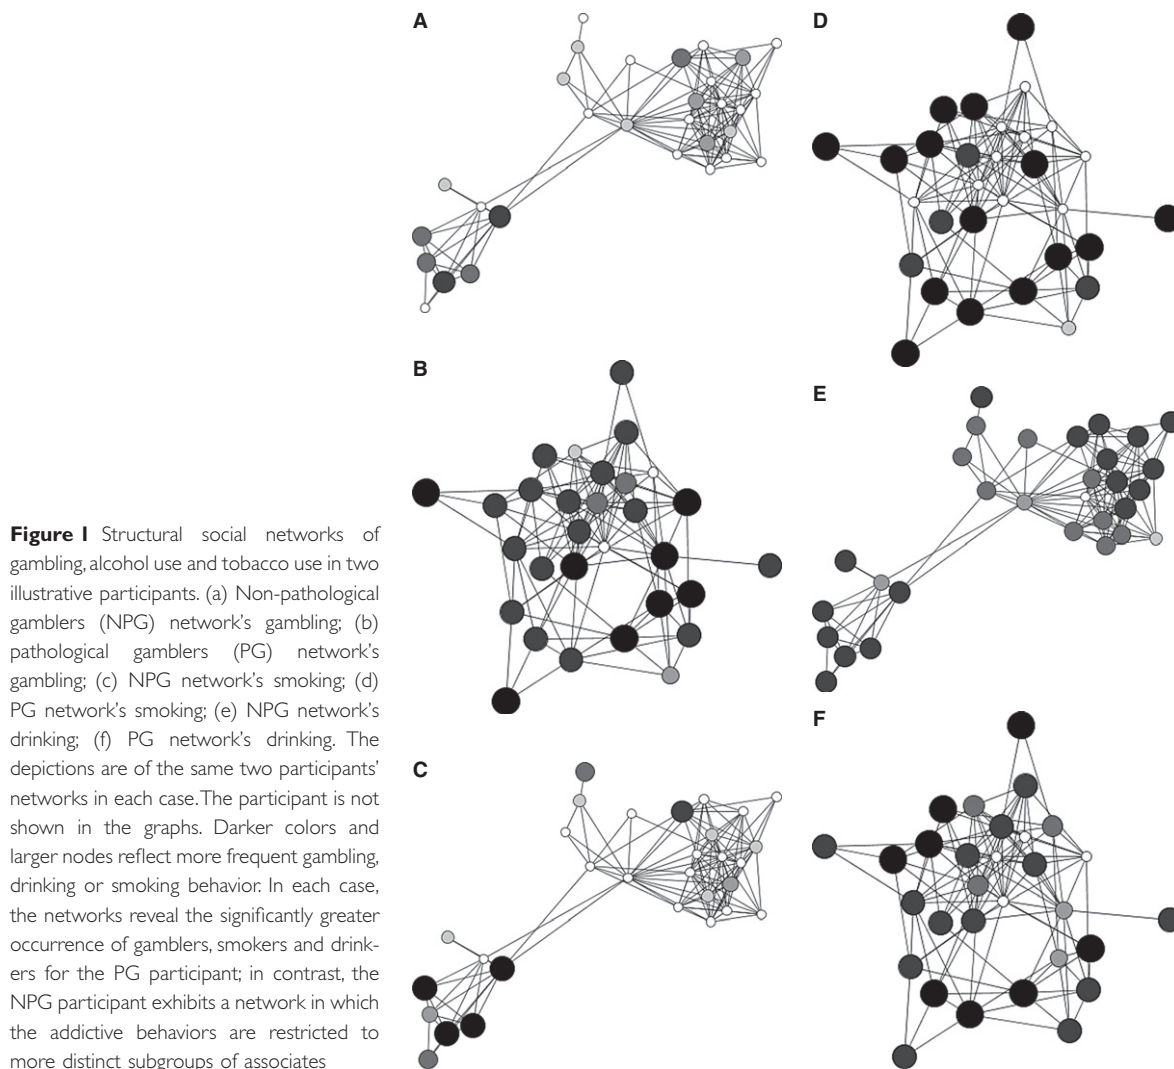 A
D
B
E
Figure 1 Structural social networks of
gambling, alcohol use and tobacco use in two
illustrative participants. (a) Non-pathological
gamblers (NPG) network's gambling; (b)
pathological gamblers (PG) network's
gambling; (c) NPG network's smoking; (d)
PG network's smoking; (e) NPG network's
drinking; (f) PG network's drinking. The
depictions are of the same two participants'
networks in each case. The participant is not
shown in the graphs. Darker colors and
larger nodes reflect more frequent gambling,
drinking or smoking behavior. In each case,
the networks reveal the significantly greater
occurrence of gamblers, smokers and drink-
ers for the PG participant; in contrast, the
NPG participant exhibits a network in which
the addictive behaviors are restricted to
more distinct subgroups of associates
F
C